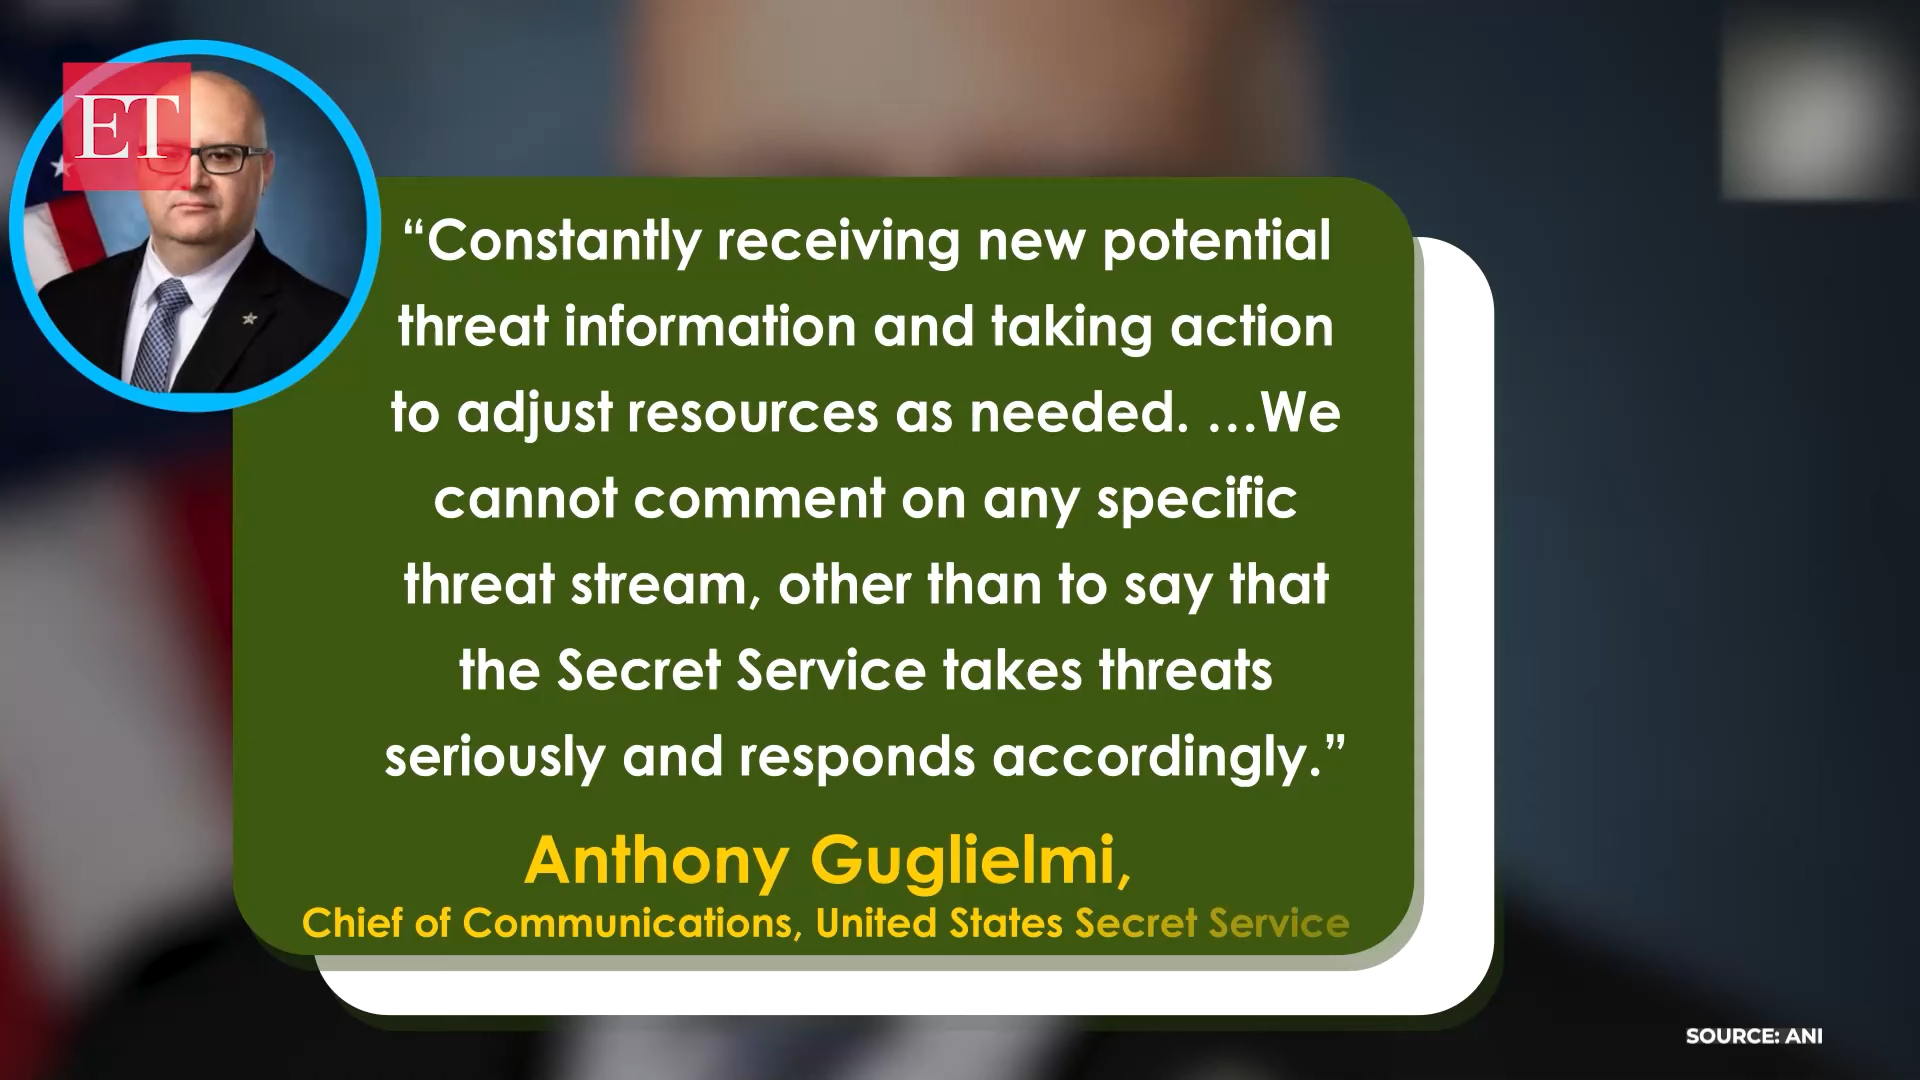 ET
“Constantly receiving new potential
threat information and taking action
to adjust resources as needed. ...We
cannot comment on any specific
threat stream, other than to say that
the Secret Service takes threats
seriously and responds accordingly.”
Anthony Guglielmi,
Chief of Communications, United States Secret Service
SOURCE: ANI